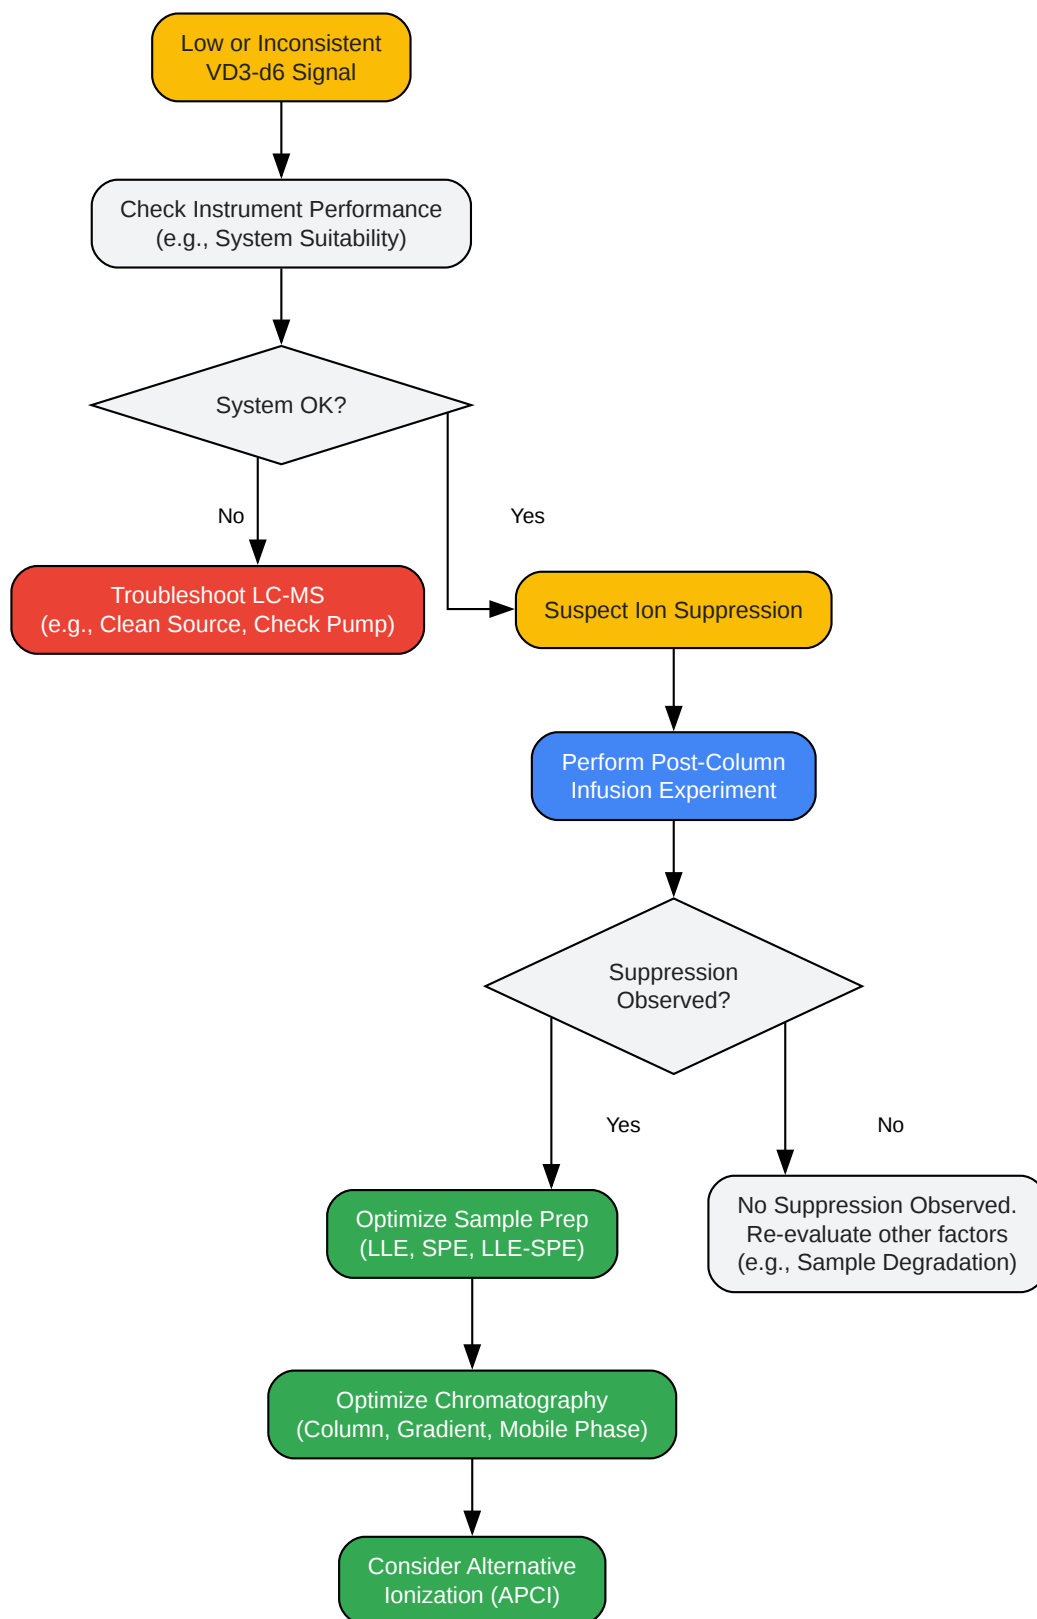 Low or Inconsistent
VD3-d6 Signal
Check Instrument Performance
(e.g., System Suitability)
System OK?
No
Yes
Troubleshoot LC-MS
(e.g., Clean Source, Check Pump)
Suspect Ion Suppression
Perform Post-Column
Infusion Experiment
Suppression
Observed?
Yes
No
Optimize Sample Prep
(LLE, SPE, LLE-SPE)
No Suppression Observed.
Re-evaluate other factors
(e.g., Sample Degradation)
Optimize Chromatography
(Column, Gradient, Mobile Phase)
Consider Alternative
Ionization (APCI)